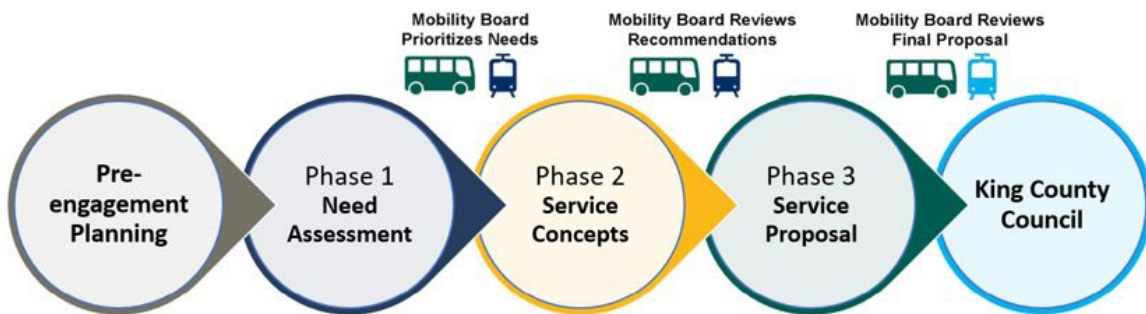 Mobility Board
Prioritizes Needs
Mobility Board Reviews
Recommendations
Mobility Board Reviews
Final Proposal
Pre-
engagement
Planning
Phase 1
Need
Assessment
Phase 2
Service
Concepts
Phase 3
Service
Proposal
King County
Council